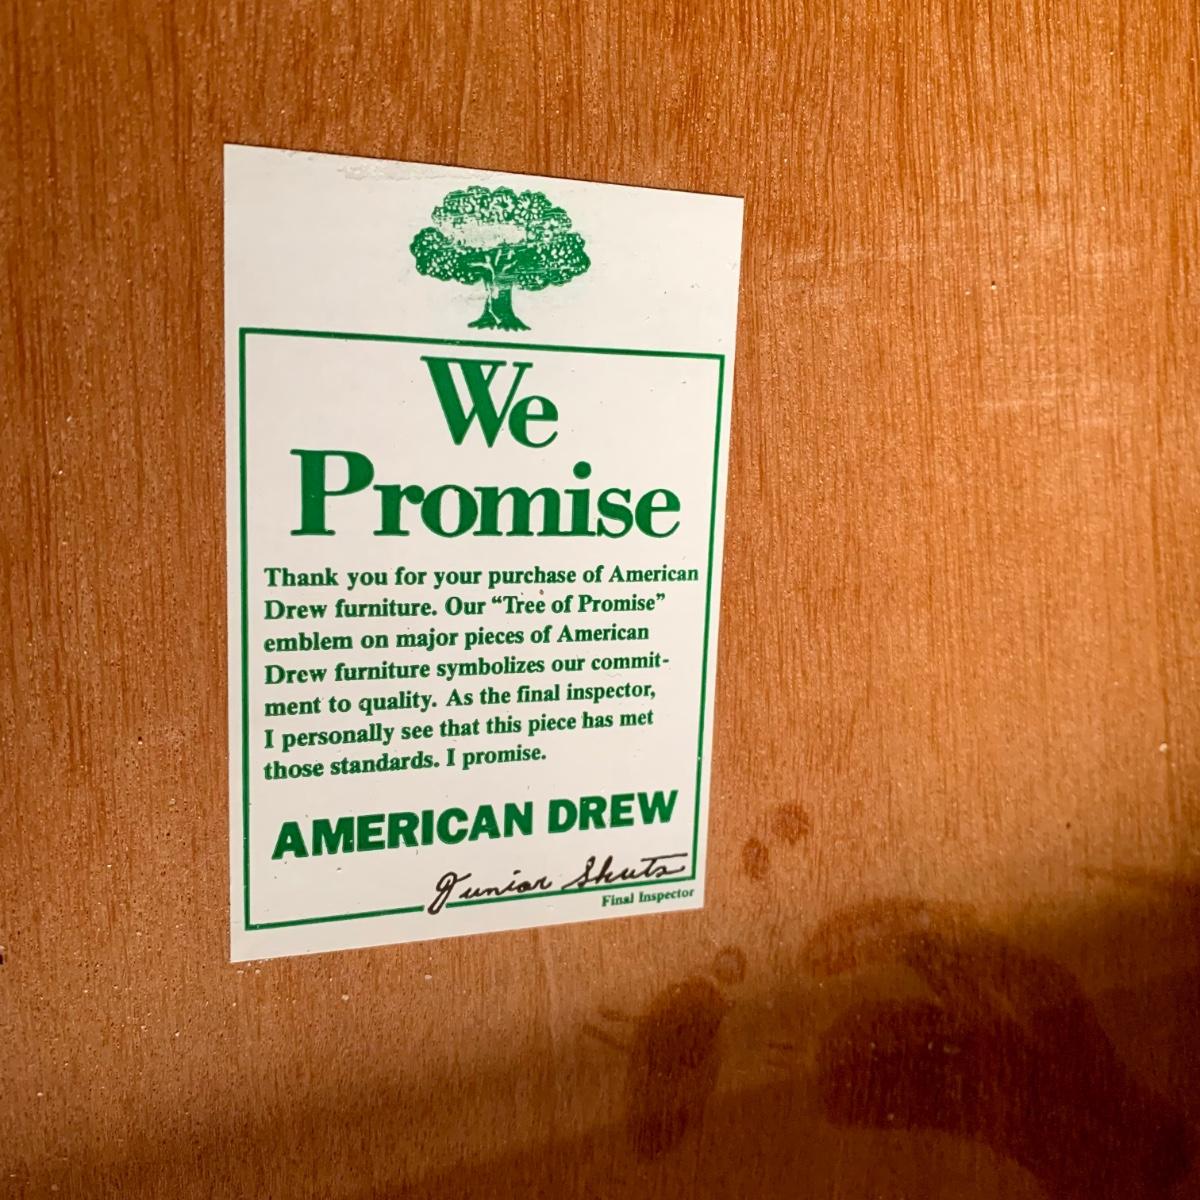 We
Promise
Thank you for your purchase of American
Drew furniture. Our “Tree of Promise”
emblem on major pieces of American
Drew furniture symbolizes our commit-
ment to quality. As the final inspector,
I personally see that this piece has met
those standards. I promise.
AMERICAN DREW
Junior Shuts
Final Inspector